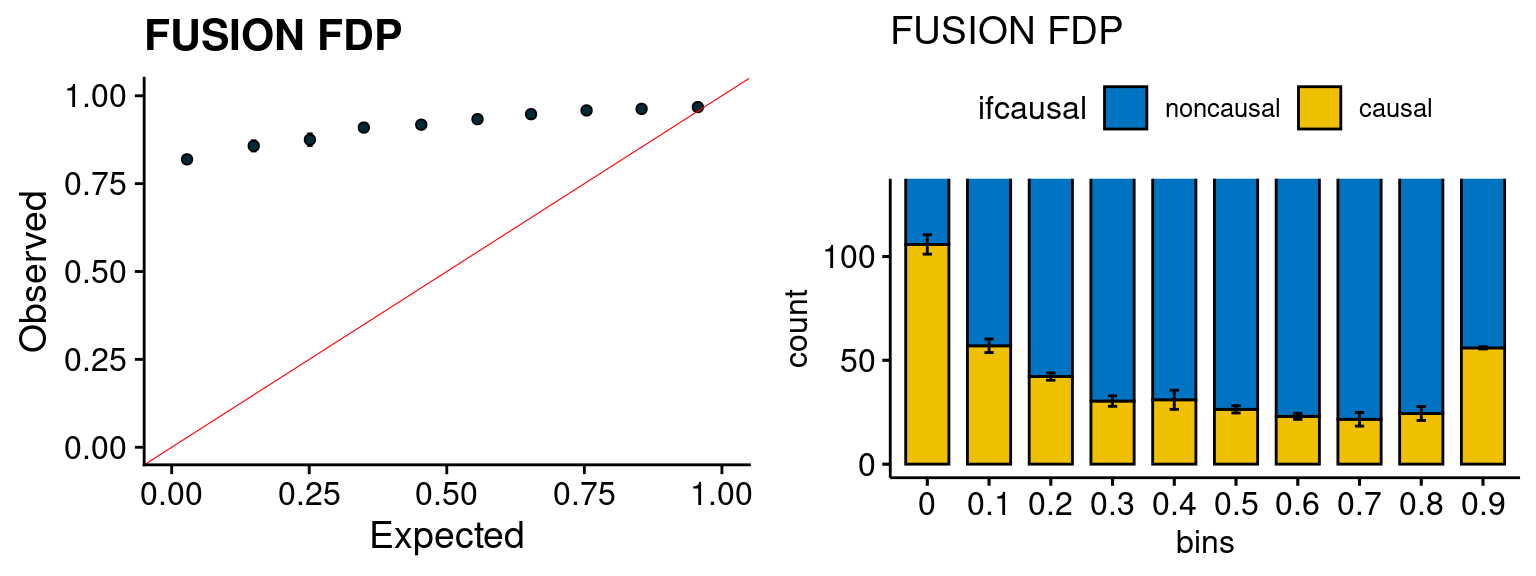 FUSION FDP
1.00
0.75
0.50
0.25
0.00
Observed
0.00 0.25 0.50 0.75 1.00
Expected
FUSION FDP
ifcausal noncausal causal
100
50
0
count
0 0.1 0.2 0.3 0.4 0.5 0.6 0.7 0.8 0.9
bins